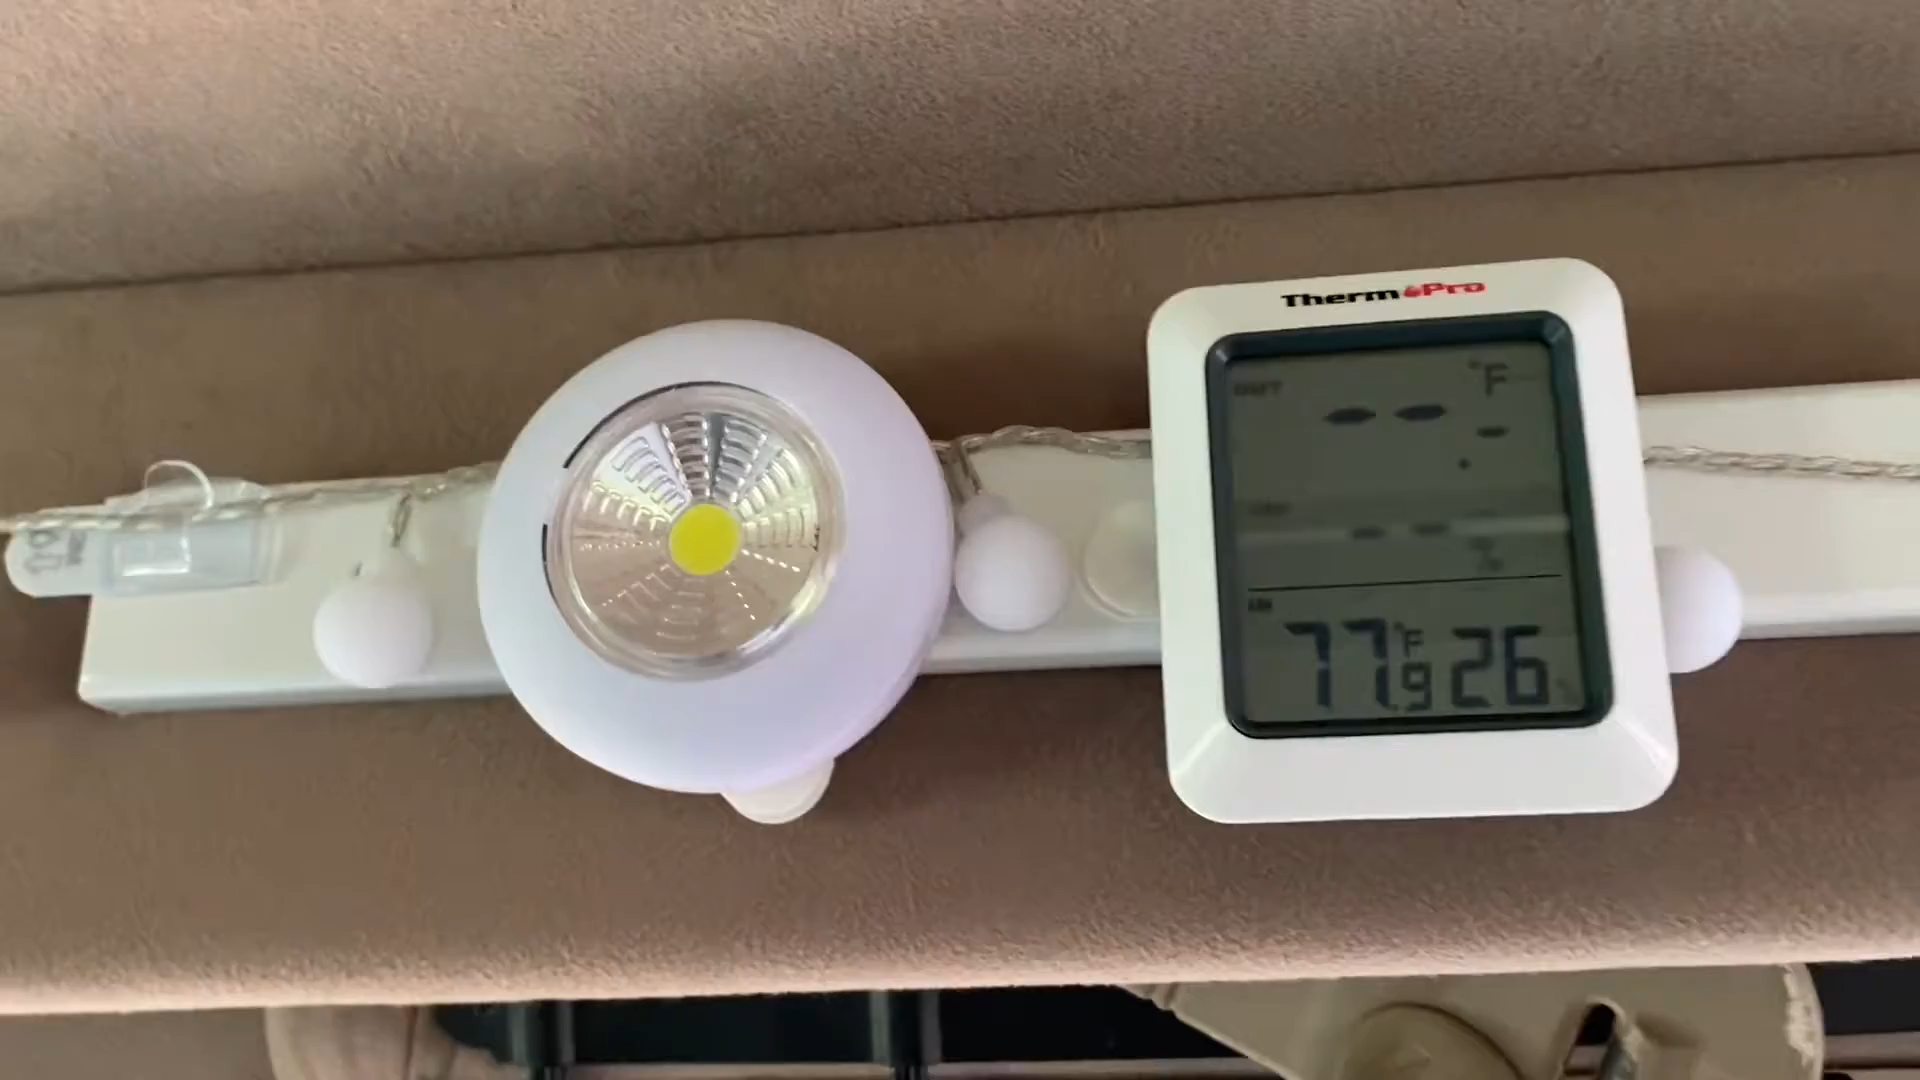 ThermoPro
°F
-- -.-
-- %
77.9 °F 26